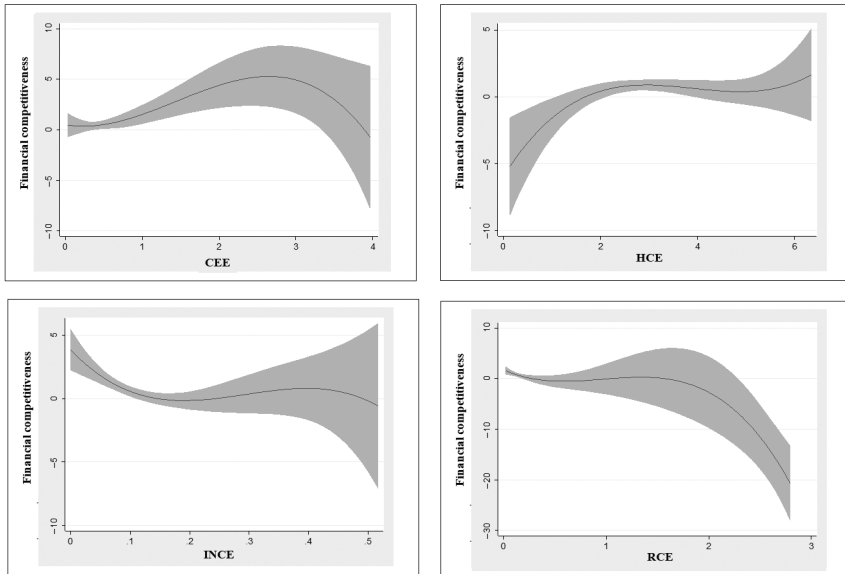 10
5
0
−5
−10
Financial competitiveness
0 1 2 3 4
CEE
5
0
−5
−10
Financial competitiveness
0 2 4 6
HCE
5
0
−5
−10
Financial competitiveness
0 .1 .2 .3 .4 .5
INCE
10
0
−10
−20
−30
Financial competitiveness
0 1 2 3
RCE